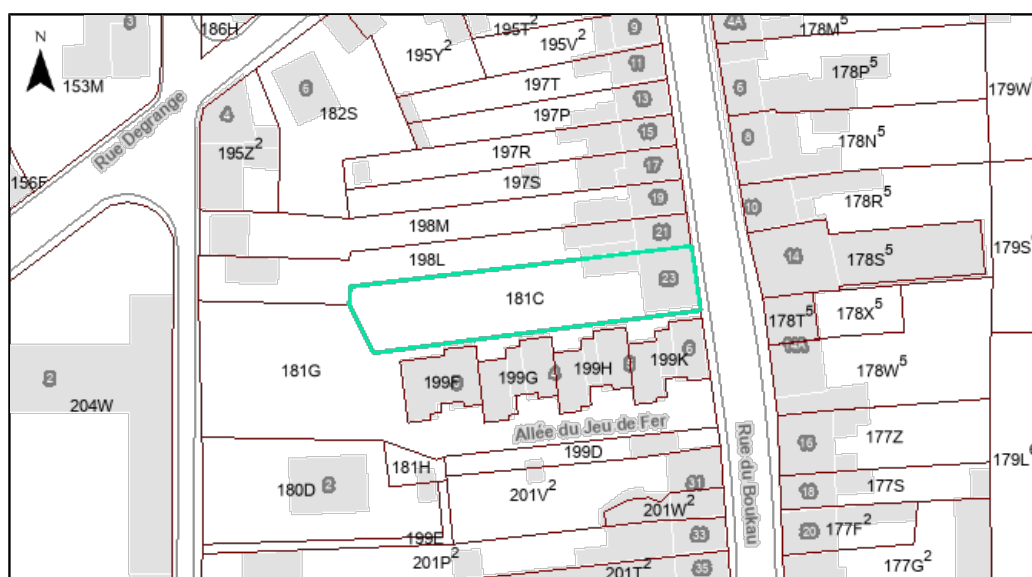 3
186H
195T²
9
4A
178M⁵
N
195Y²
195V²
11
153M
6
197T
6
178P⁵
179W
182S
13
197P
4
15
8
178N⁵
Rue Degrange
195Z²
197R
17
156F
197S
19
10
178R⁵
198M
21
198L
14
178S⁵
179S
23
181C
178T⁵
178X⁵
6
181G
199F
199G
4
199H
199K
178W⁵
2
204W
Allée du Jeu de Fer
Rue du Boukau
16
177Z
199D
181H
179L⁶
180D
2
201V²
31
18
177S
201W²
20
177F²
199E
33
201P²
201T²
35
177G²